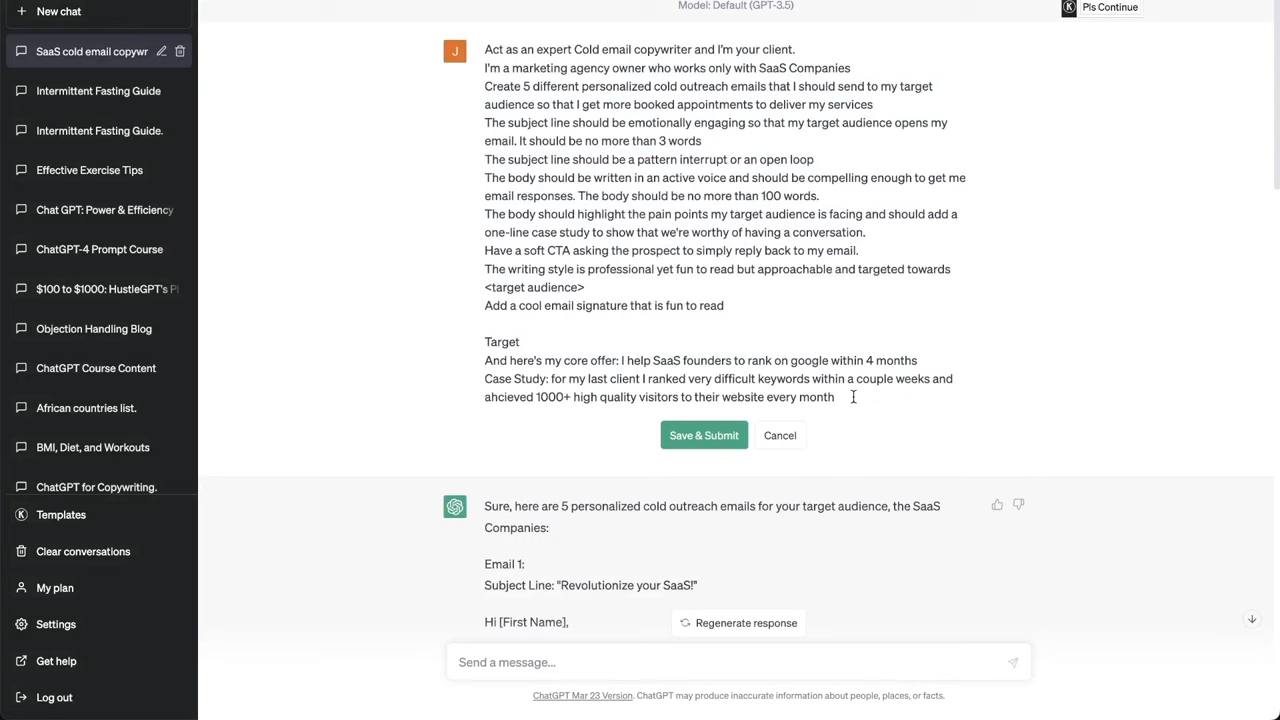 New chat
SaaS cold email copywr
Intermittent Fasting Guide
Intermittent Fasting Guide.
Effective Exercise Tips
Chat GPT: Power & Efficiency
ChatGPT-4 Prompt Course
$100 to $1000: HustleGPT's Pl
Objection Handling Blog
ChatGPT Course Content
African countries list.
BMI, Diet, and Workouts
ChatGPT for Copywriting.
Templates
Clear conversations
My plan
Settings
Get help
Log out
Model: Default (GPT-3.5)
K Pls Continue
J
Act as an expert Cold email copywriter and I'm your client.
I'm a marketing agency owner who works only with SaaS Companies
Create 5 different personalized cold outreach emails that I should send to my target
audience so that I get more booked appointments to deliver my services
The subject line should be emotionally engaging so that my target audience opens my
email. It should be no more than 3 words
The subject line should be a pattern interrupt or an open loop
The body should be written in an active voice and should be compelling enough to get me
email responses. The body should be no more than 100 words.
The body should highlight the pain points my target audience is facing and should add a
one-line case study to show that we're worthy of having a conversation.
Have a soft CTA asking the prospect to simply reply back to my email.
The writing style is professional yet fun to read but approachable and targeted towards
<target audience>
Add a cool email signature that is fun to read
Target
And here's my core offer: I help SaaS founders to rank on google within 4 months
Case Study: for my last client I ranked very difficult keywords within a couple weeks and
ahcieved 1000+ high quality visitors to their website every month
Save & Submit
Cancel
Sure, here are 5 personalized cold outreach emails for your target audience, the SaaS
Companies:
Email 1:
Subject Line: "Revolutionize your SaaS!"
Hi [First Name],
Regenerate response
Send a message...
ChatGPT Mar 23 Version. ChatGPT may produce inaccurate information about people, places, or facts.